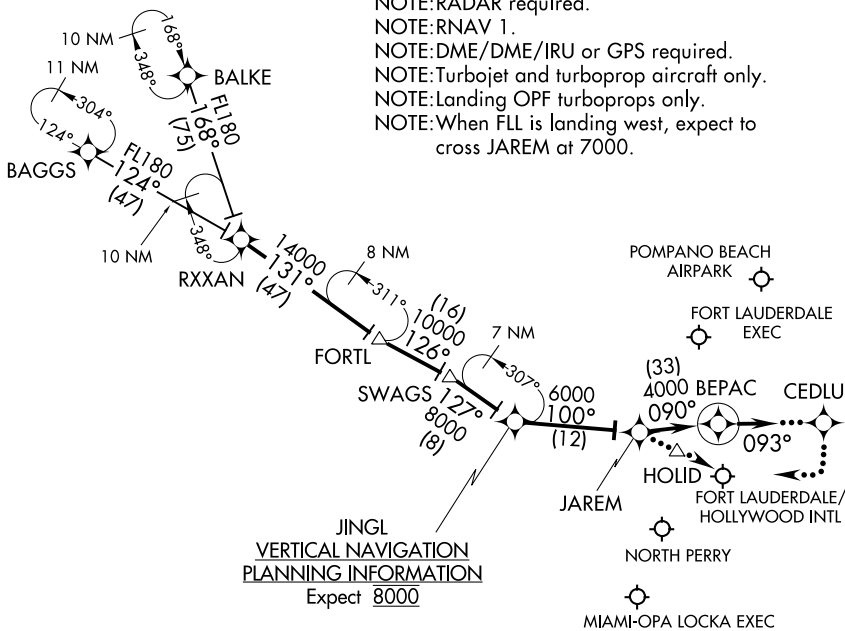 NOTE:RADAR required.
NOTE:RNAV 1.
NOTE:DME/DME/IRU or GPS required.
NOTE:Turbojet and turboprop aircraft only.
NOTE:Landing OPF turboprops only.
NOTE:When FLL is landing west, expect to
cross JAREM at 7000.
10 NM
168°
348°
BALKE
FL180
168°
(75)
11 NM
304°
124°
BAGGS
FL180
124°
(47)
10 NM
348°
RXXAN
14000
131°
(47)
8 NM
311°
FORTL
(16)
10000
126°
7 NM
307°
SWAGS
127°
8000
(8)
6000
100°
(12)
JAREM
(33)
4000
090°
BEPAC
093°
CEDLU
HOLID
POMPANO BEACH
AIRPARK
FORT LAUDERDALE
EXEC
FORT LAUDERDALE/
HOLLYWOOD INTL
NORTH PERRY
MIAMI-OPA LOCKA EXEC
JINGL
VERTICAL NAVIGATION
PLANNING INFORMATION
Expect 8000